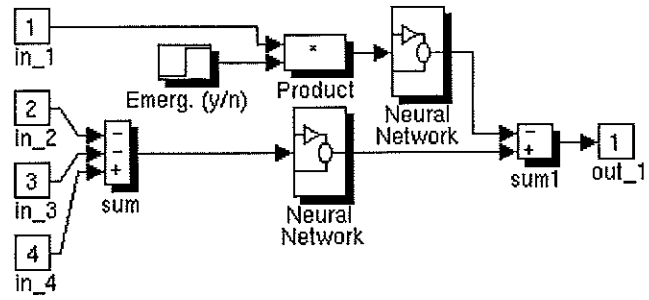 1
in_1
Emerg. (y/n)
*
Product
Neural
Network
2
in_2
3
in_3
4
in_4
−
−
+
sum
Neural
Network
−
+
sum1
1
out_1